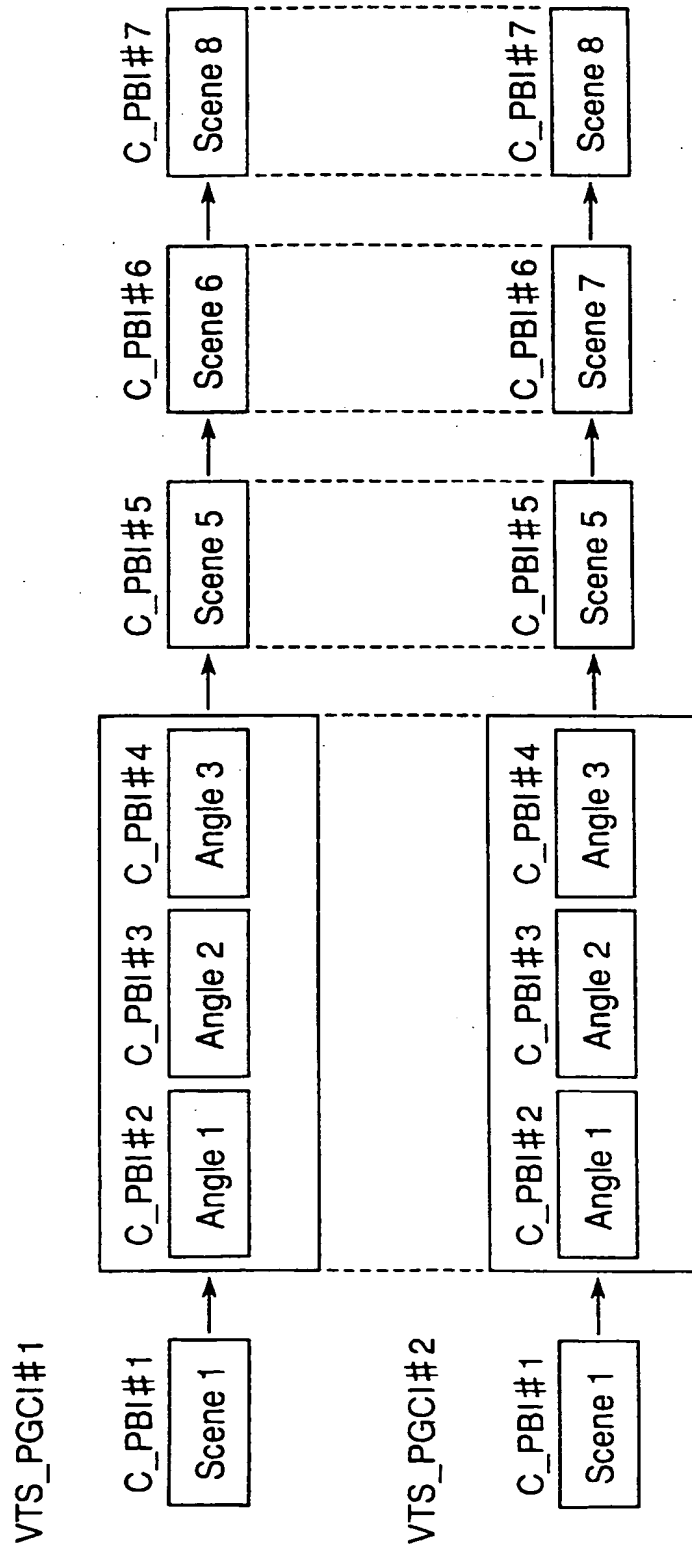 VTS_PGCI#1
C_PBI#1
Scene 1
C_PBI#2
Angle 1
C_PBI#3
Angle 2
C_PBI#4
Angle 3
C_PBI#5
Scene 5
C_PBI#6
Scene 6
C_PBI#7
Scene 8
VTS_PGCI#2
C_PBI#1
Scene 1
C_PBI#2
Angle 1
C_PBI#3
Angle 2
C_PBI#4
Angle 3
C_PBI#5
Scene 5
C_PBI#6
Scene 7
C_PBI#7
Scene 8